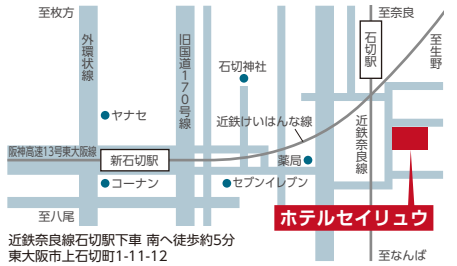 至枚方
至奈良
外環状線
旧国道170号線
石切駅
至生野
石切神社
ヤナセ
近鉄けいはんな線
近鉄奈良線
阪神高速13号東大阪線
新石切駅
薬局
コーナン
セブンイレブン
ホテルセイリュウ
至八尾
近鉄奈良線石切駅下車 南へ徒歩約5分
東大阪市上石切町1-11-12
至なんば